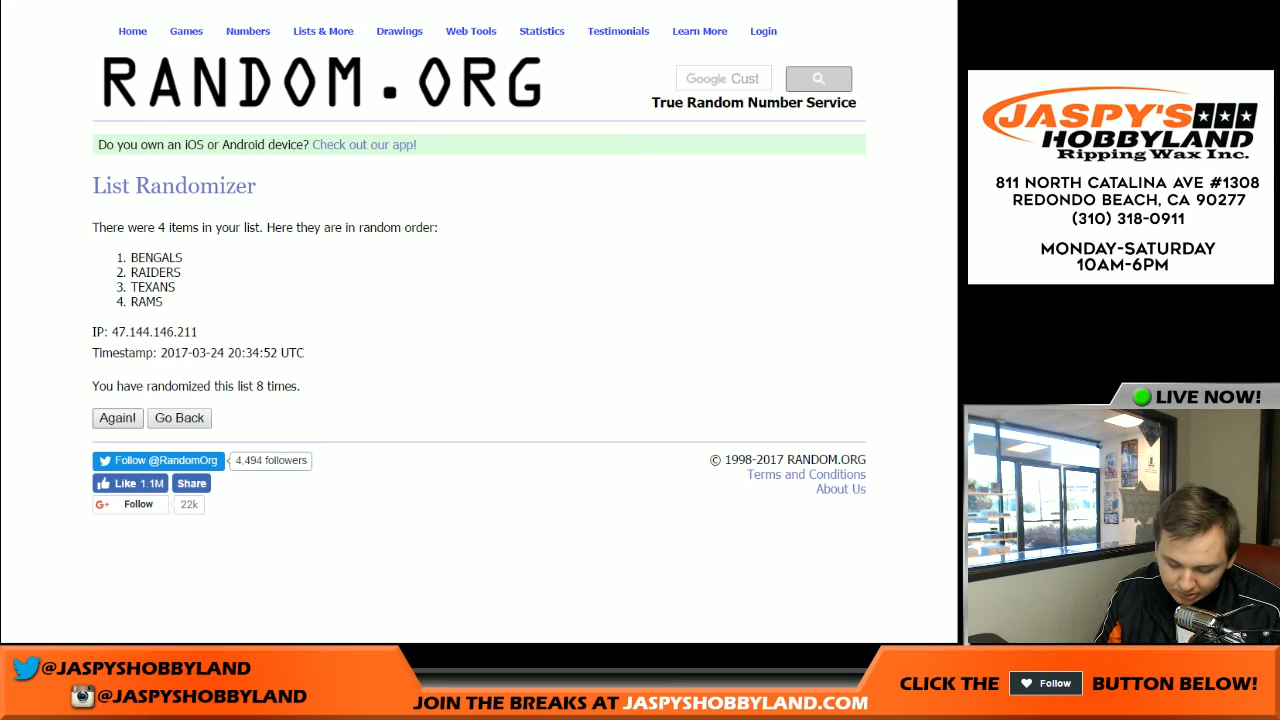 Home Games Numbers Lists & More Drawings Web Tools Statistics Testimonials Learn More Login
RANDOM.ORG
Google Cust
True Random Number Service
Do you own an iOS or Android device? Check out our app!
List Randomizer
There were 4 items in your list. Here they are in random order:
1. BENGALS
2. RAIDERS
3. TEXANS
4. RAMS
IP: 47.144.146.211
Timestamp: 2017-03-24 20:34:52 UTC
You have randomized this list 8 times.
Again! Go Back
Follow @RandomOrg 4,494 followers
Like 1.1M Share
G+ Follow 22k
© 1998-2017 RANDOM.ORG
Terms and Conditions
About Us
JASPY'S
HOBBYLAND
Ripping Wax Inc.
811 NORTH CATALINA AVE #1308
REDONDO BEACH, CA 90277
(310) 318-0911
MONDAY-SATURDAY
10AM-6PM
LIVE NOW!
@JASPYSHOBBYLAND
@JASPYSHOBBYLAND
JOIN THE BREAKS AT JASPYSHOBBYLAND.COM
CLICK THE Follow BUTTON BELOW!